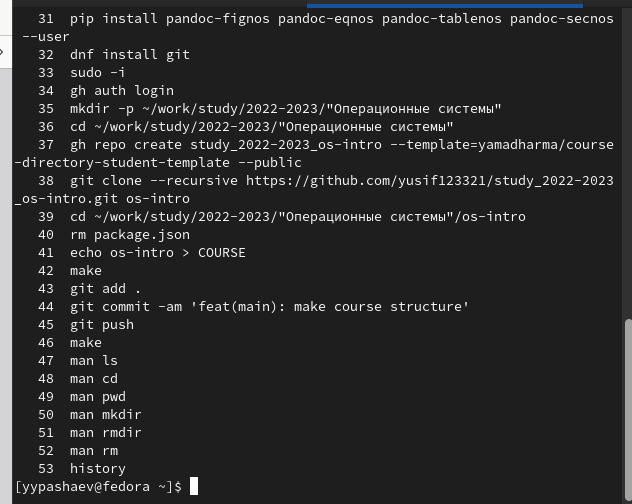 31  pip install pandoc-fignos pandoc-eqnos pandoc-tablenos pandoc-secnos
--user
32  dnf install git
33  sudo -i
34  gh auth login
35  mkdir -p ~/work/study/2022-2023/"Операционные системы"
36  cd ~/work/study/2022-2023/"Операционные системы"
37  gh repo create study_2022-2023_os-intro --template=yamadharma/course
-directory-student-template --public
38  git clone --recursive https://github.com/yusif123321/study_2022-2023
_os-intro.git os-intro
39  cd ~/work/study/2022-2023/"Операционные системы"/os-intro
40  rm package.json
41  echo os-intro > COURSE
42  make
43  git add .
44  git commit -am 'feat(main): make course structure'
45  git push
46  make
47  man ls
48  man cd
49  man pwd
50  man mkdir
51  man rmdir
52  man rm
53  history
[yypashaev@fedora ~]$